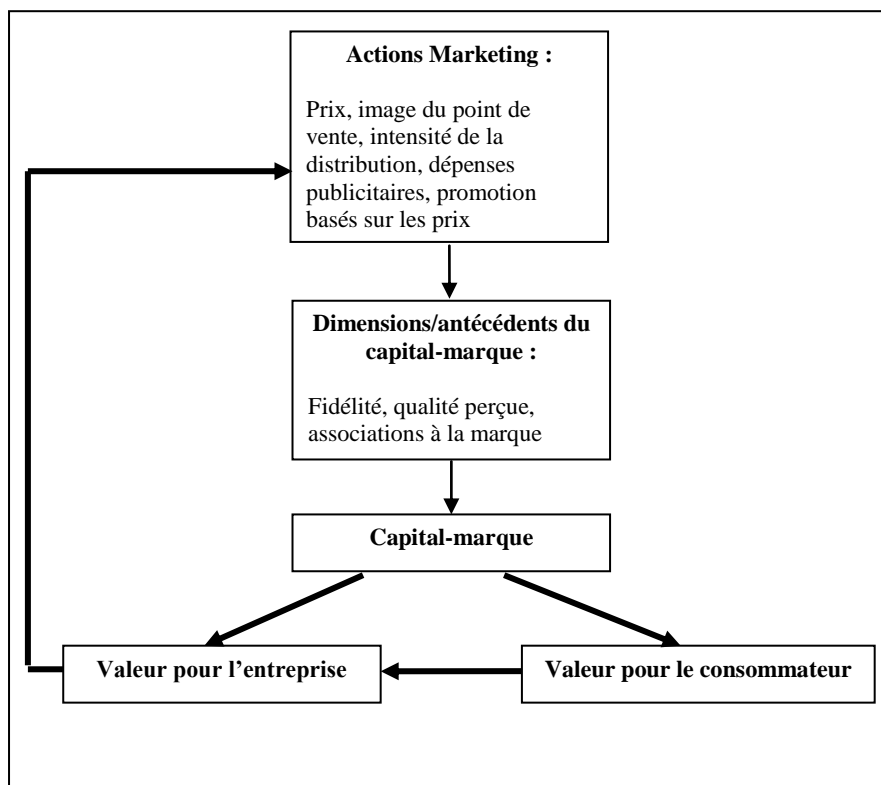 Actions Marketing :
Prix, image du point de
vente, intensité de la
distribution, dépenses
publicitaires, promotion
basés sur les prix
Dimensions/antécédents du
capital-marque :
Fidélité, qualité perçue,
associations à la marque
Capital-marque
Valeur pour l’entreprise
Valeur pour le consommateur